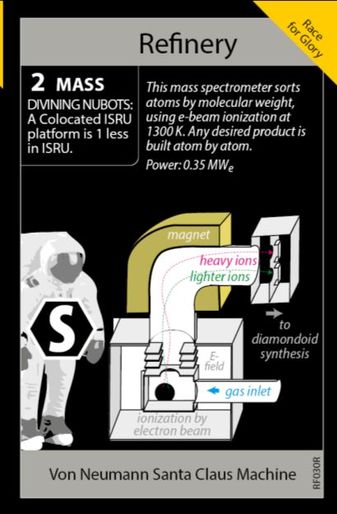 Race
for Glory
Refinery
2 MASS
DIVINING NUBOTS:
A Colocated ISRU
platform is 1 less
in ISRU.
This mass spectrometer sorts
atoms by molecular weight,
using e-beam ionization at
1300 K. Any desired product is
built atom by atom.
Power: 0.35 MWe
magnet
heavy ions
lighter ions
to
diamondoid
synthesis
S
E-
field
gas inlet
ionization by
electron beam
Von Neumann Santa Claus Machine
RF030R